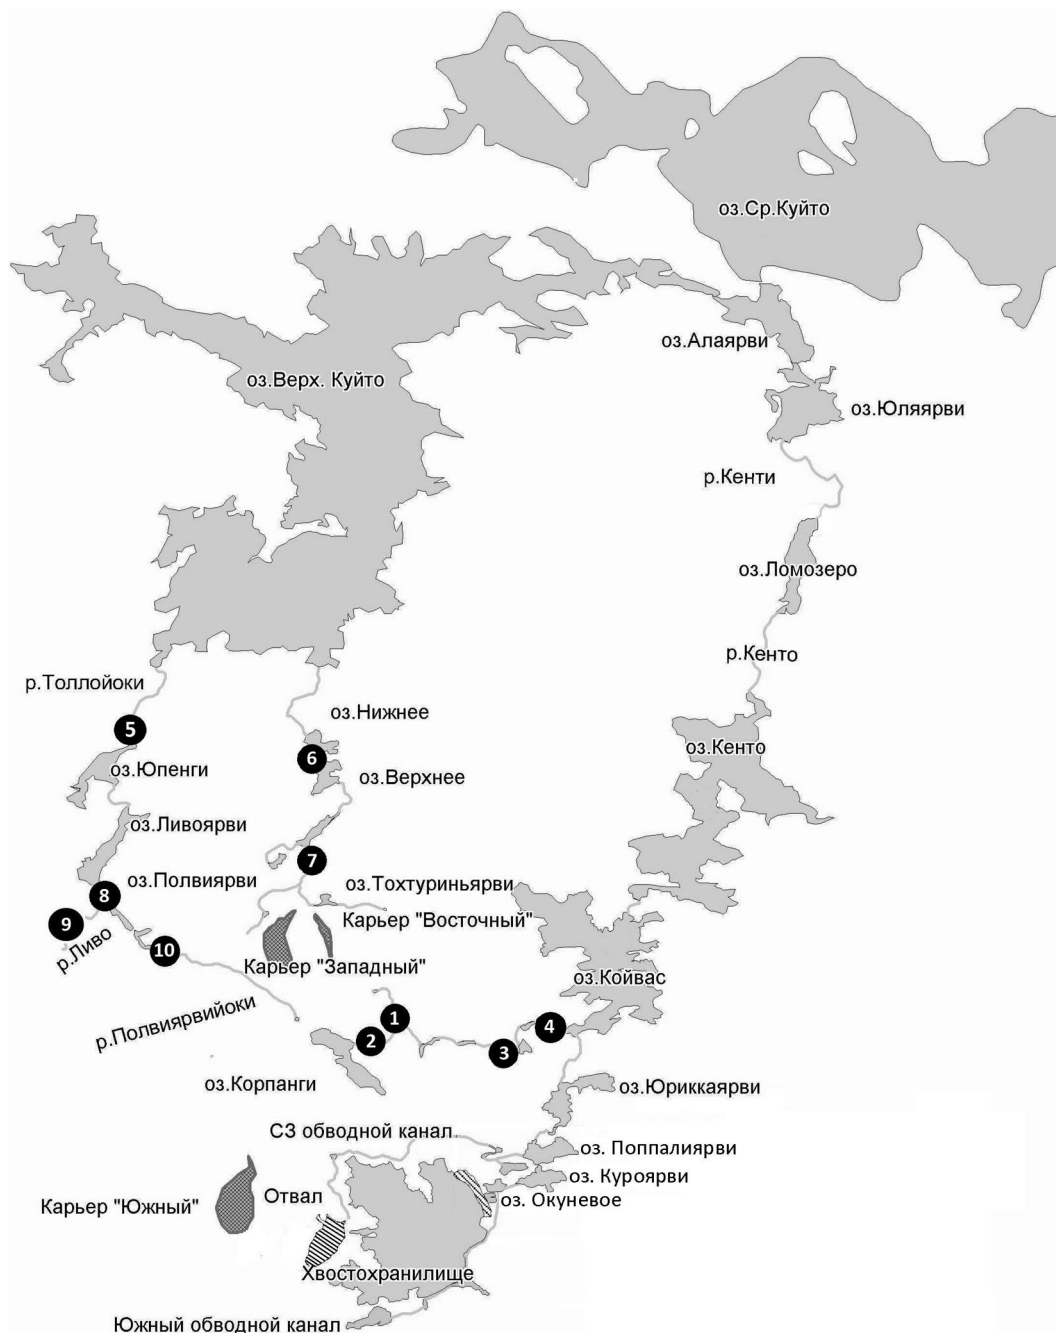 оз.Ср.Куйто
оз.Алаярви
оз.Верх. Куйто
оз.Юляярви
р.Кенти
оз.Ломозеро
р.Кенто
р.Толлойоки
оз.Нижнее
5
оз.Кенто
6
оз.Юпенги
оз.Верхнее
оз.Ливоярви
7
оз.Полвиярви
оз.Тохтуриньярви
8
Карьер "Восточный"
9
р.Ливо
10
Карьер "Западный"
оз.Койвас
р.Полвиярвийоки
1
4
2
3
оз.Корпанги
оз.Юриккаярви
СЗ обводной канал
оз. Поппалиярви
оз. Куроярви
Карьер "Южный"
Отвал
оз. Окуневое
Хвостохранилище
Южный обводной канал